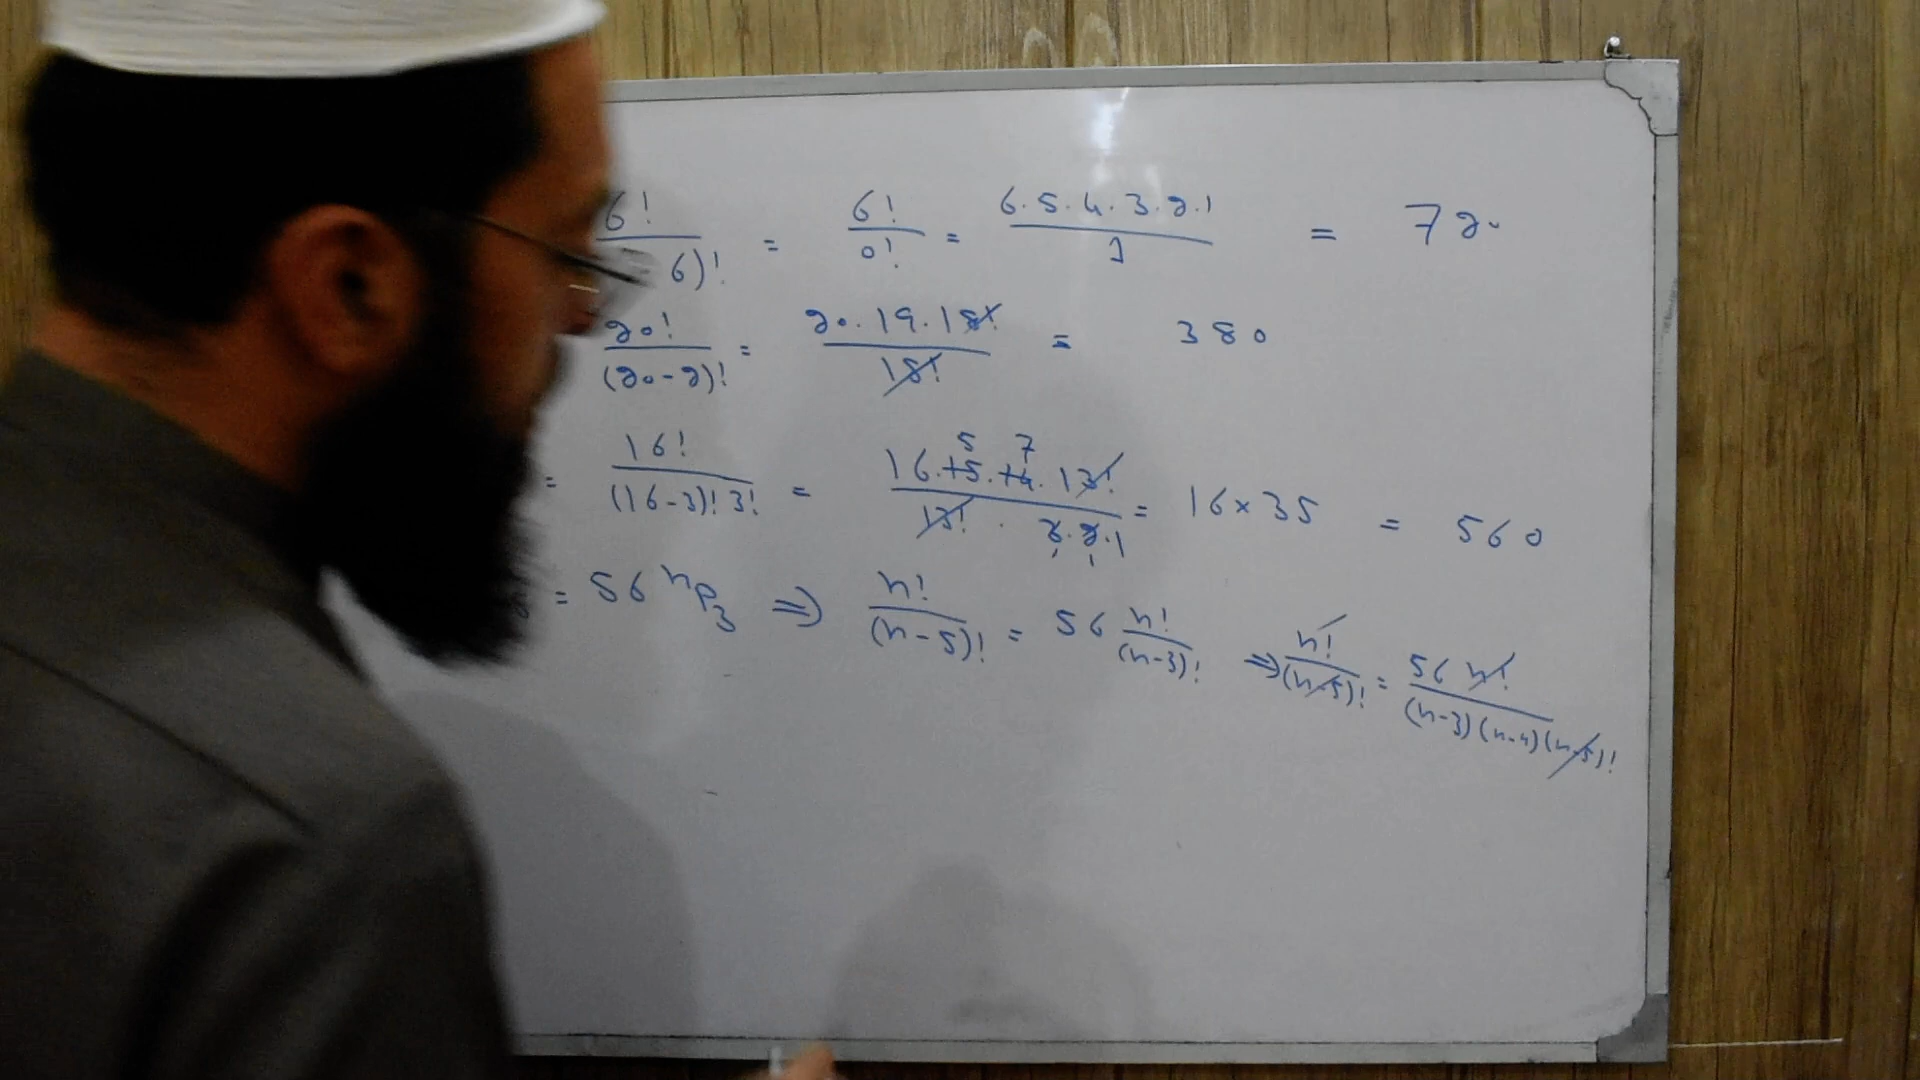 6!/( - 6)! = 6!/0! = 6.5.4.3.2.1/1 = 720
20!/(20-2)! = 20.19.18!/18! = 380
= 16!/(16-3)! 3! = 16.15.14.13!/13! . 3.2.1 = 16×35 = 560
= 56 ⁿP₃ ⇒ n!/(n-5)! = 56 n!/(n-3)! ⇒ n!/(n-5)! = 56 n!/(n-3)(n-4)(n-5)!